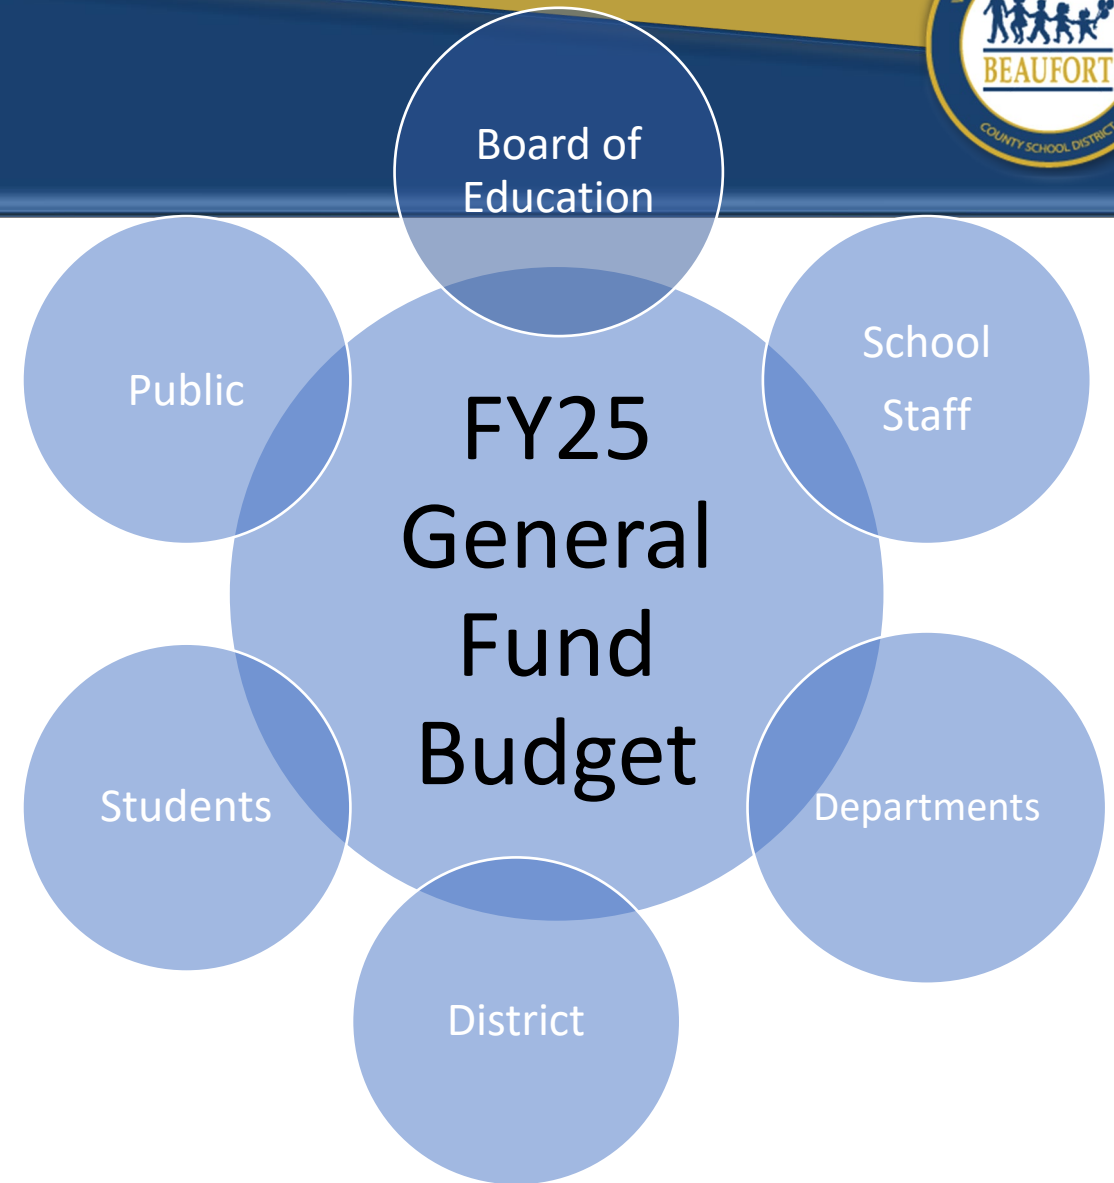 BEAUFORT
COUNTY SCHOOL DISTRICT
Board of
Education
School
Staff
Public
FY25
General
Fund
Budget
Students
Departments
District